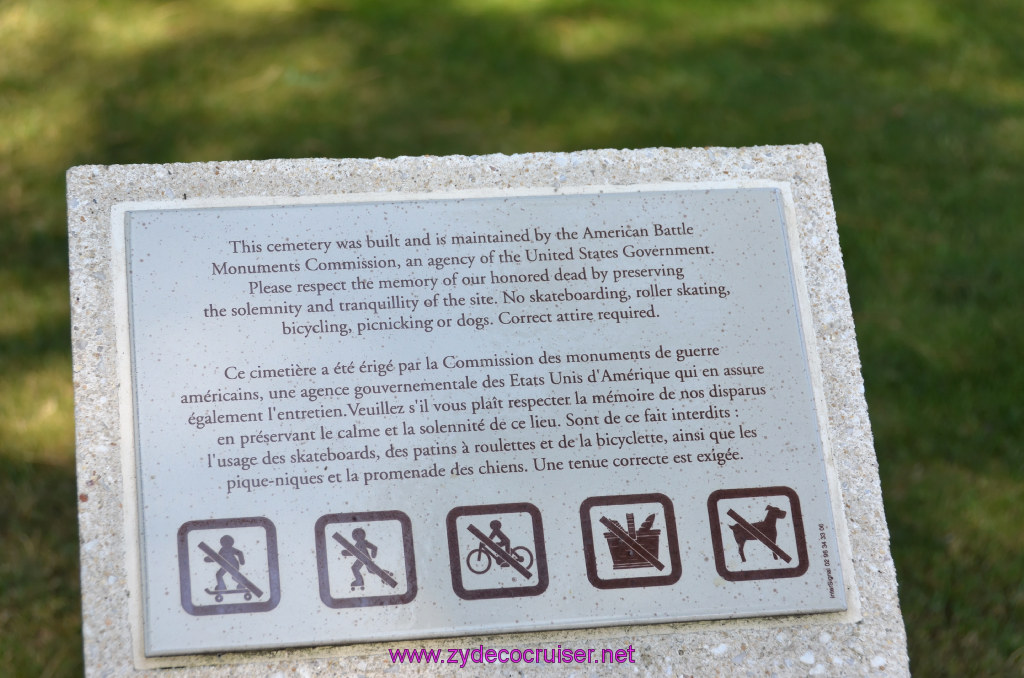 This cemetery was built and is maintained by the American Battle
Monuments Commission, an agency of the United States Government.
Please respect the memory of our honored dead by preserving
the solemnity and tranquillity of the site. No skateboarding, roller skating,
bicycling, picnicking or dogs. Correct attire required.
Ce cimetière a été érigé par la Commission des monuments de guerre
américains, une agence gouvernementale des Etats Unis d'Amérique qui en assure
également l'entretien. Veuillez s'il vous plaît respecter la mémoire de nos disparus
en préservant le calme et la solennité de ce lieu. Sont de ce fait interdits :
l'usage des skateboards, des patins à roulettes et de la bicyclette, ainsi que les
pique-niques et la promenade des chiens. Une tenue correcte est exigée.
InterSignal 02 98 34 33 06
www.zydecocruiser.net